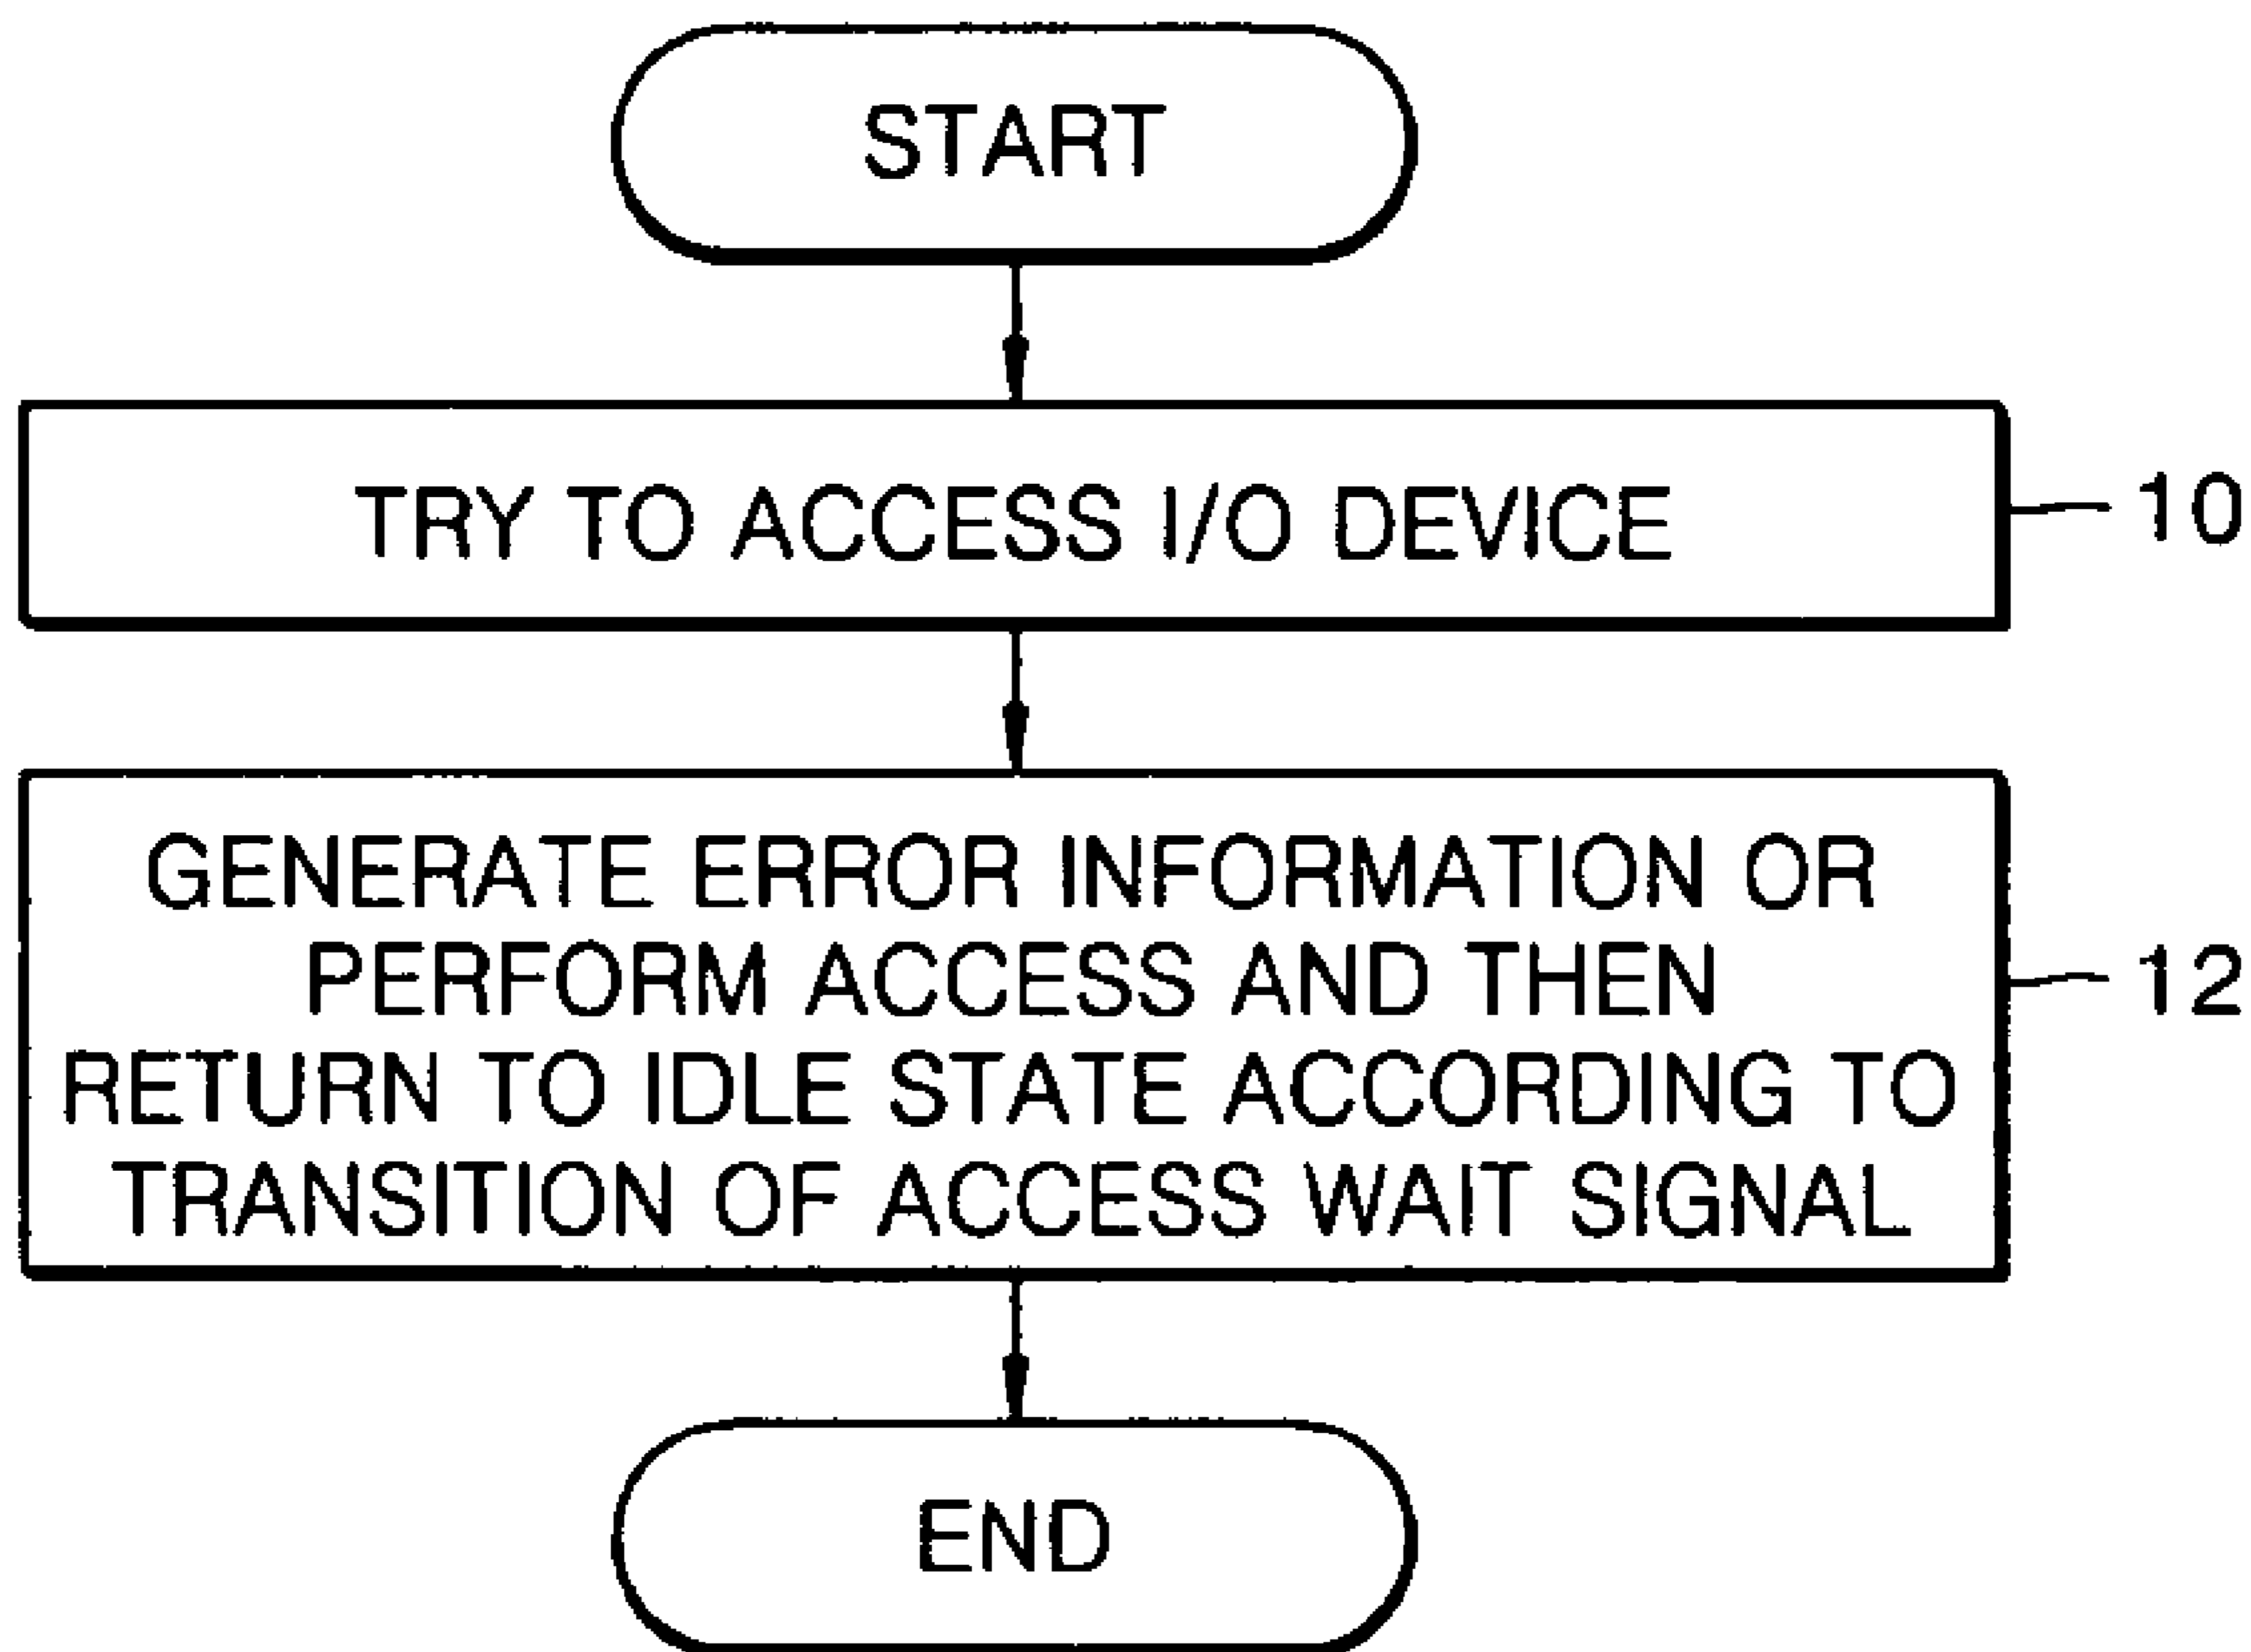 START
TRY TO ACCESS I/O DEVICE
10
GENERATE ERROR INFORMATION OR
PERFORM ACCESS AND THEN
12
RETURN TO IDLE STATE ACCORDING TO
TRANSITION OF ACCESS WAIT SIGNAL
END